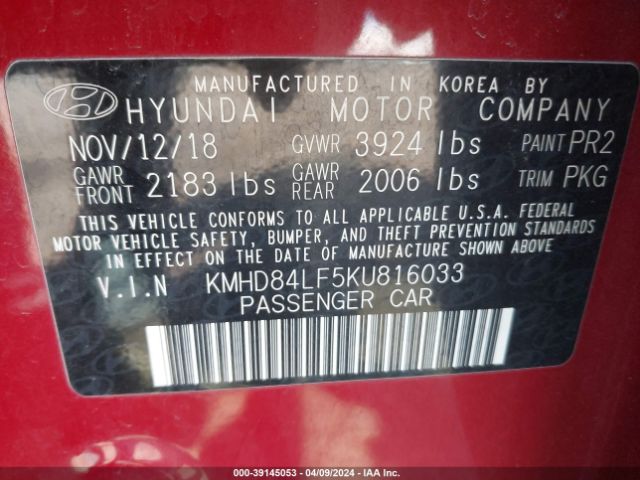 MANUFACTURED IN KOREA BY
HYUNDAI MOTOR COMPANY
NOV/12/18 GVWR 3924 lbs PAINT PR2
GAWR FRONT 2183 lbs GAWR REAR 2006 lbs TRIM PKG
THIS VEHICLE CONFORMS TO ALL APPLICABLE U.S.A. FEDERAL
MOTOR VEHICLE SAFETY, BUMPER, AND THEFT PREVENTION STANDARDS
IN EFFECT ON THE DATE OF MANUFACTURE SHOWN ABOVE
V.I.N KMHD84LF5KU816033
PASSENGER CAR
KMH-39145053 | 04/09/2024 | IAA Inc.